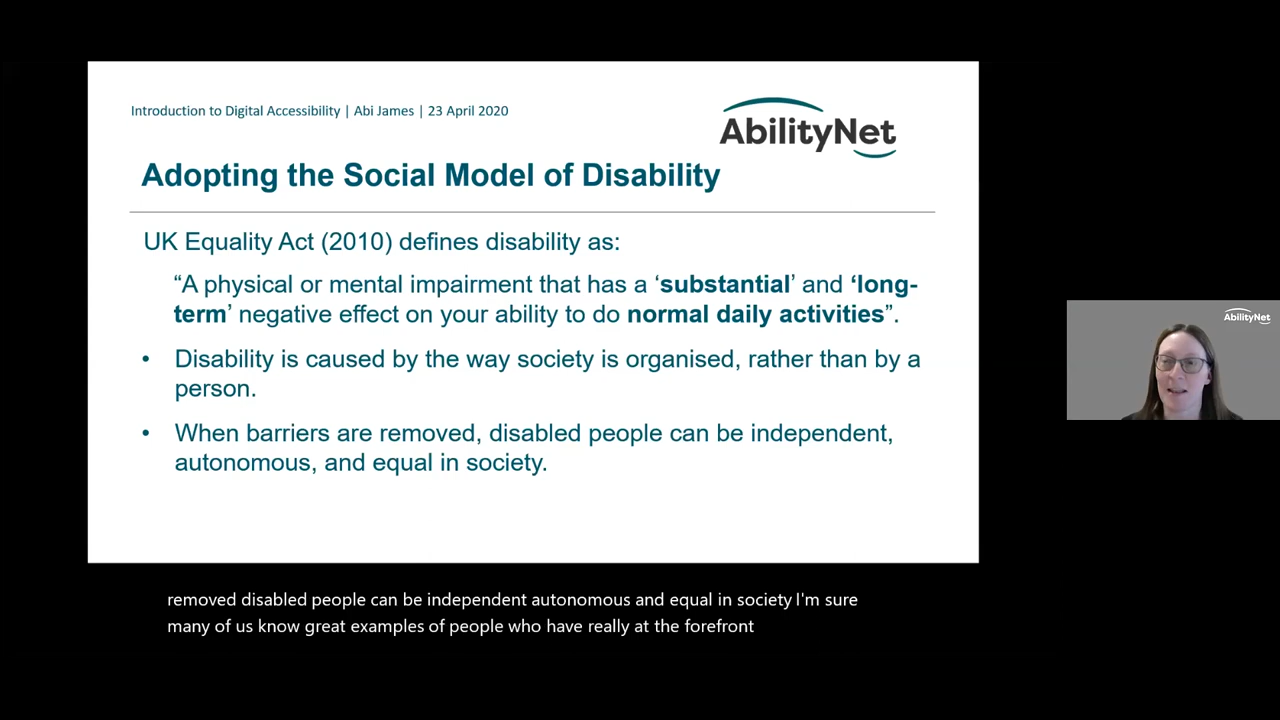 Introduction to Digital Accessibility | Abi James | 23 April 2020
AbilityNet
Adopting the Social Model of Disability
UK Equality Act (2010) defines disability as:
“A physical or mental impairment that has a ‘substantial’ and ‘long-
term’ negative effect on your ability to do normal daily activities”.
• Disability is caused by the way society is organised, rather than by a
person.
• When barriers are removed, disabled people can be independent,
autonomous, and equal in society.
AbilityNet
removed disabled people can be independent autonomous and equal in society I'm sure
many of us know great examples of people who have really at the forefront